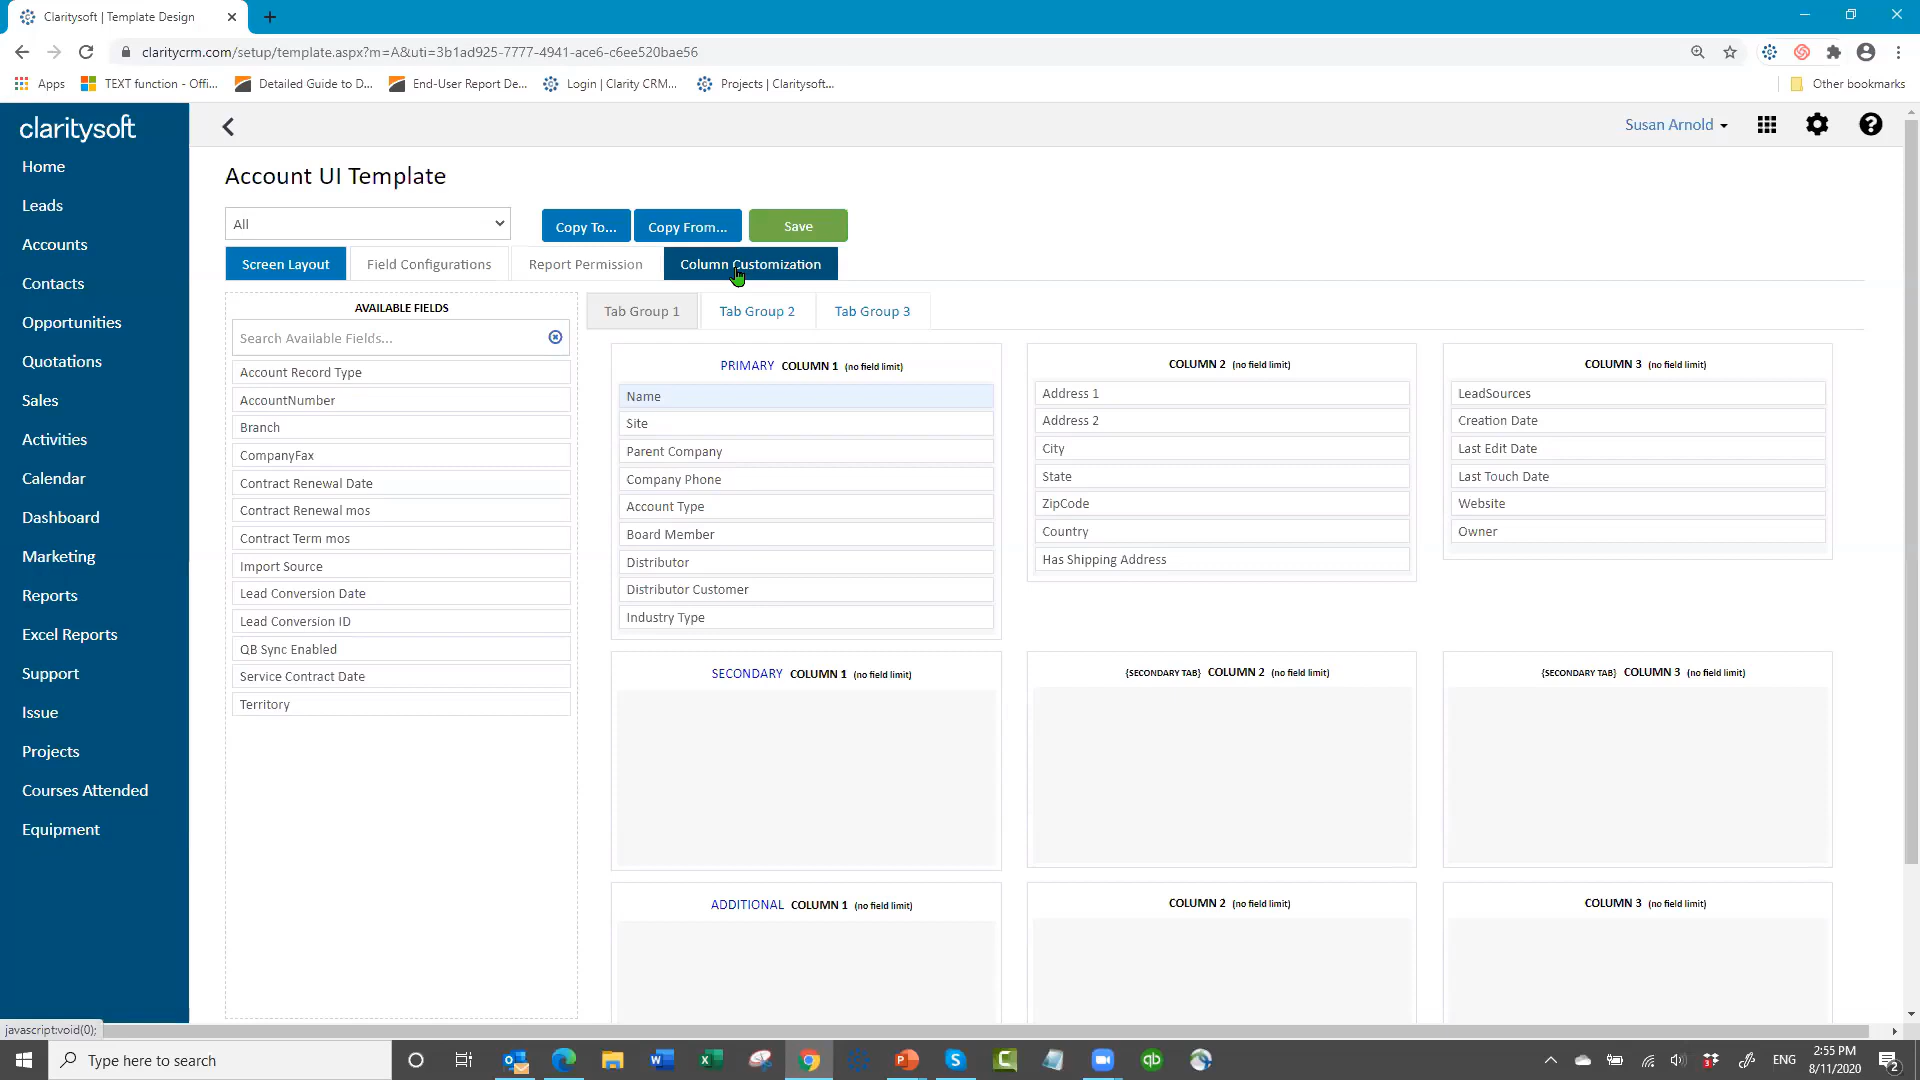 Claritysoft | Template Design
claritycrm.com/setup/template.aspx?m=A&uti=3b1ad925-7777-4941-ace6-c6ee520bae56
Apps
TEXT function - Offi...
Detailed Guide to D...
End-User Report De...
Login | Clarity CRM...
Projects | Claritysoft...
Other bookmarks
claritysoft
Susan Arnold
Home
Leads
Accounts
Contacts
Opportunities
Quotations
Sales
Activities
Calendar
Dashboard
Marketing
Reports
Excel Reports
Support
Issue
Projects
Courses Attended
Equipment
Account UI Template
All
Copy To...
Copy From...
Save
Screen Layout
Field Configurations
Report Permission
Column Customization
AVAILABLE FIELDS
Search Available Fields...
Account Record Type
AccountNumber
Branch
CompanyFax
Contract Renewal Date
Contract Renewal mos
Contract Term mos
Import Source
Lead Conversion Date
Lead Conversion ID
QB Sync Enabled
Service Contract Date
Territory
Tab Group 1
Tab Group 2
Tab Group 3
PRIMARY COLUMN 1 (no field limit)
Name
Site
Parent Company
Company Phone
Account Type
Board Member
Distributor
Distributor Customer
Industry Type
COLUMN 2 (no field limit)
Address 1
Address 2
City
State
ZipCode
Country
Has Shipping Address
COLUMN 3 (no field limit)
LeadSources
Creation Date
Last Edit Date
Last Touch Date
Website
Owner
SECONDARY COLUMN 1 (no field limit)
{SECONDARY TAB} COLUMN 2 (no field limit)
{SECONDARY TAB} COLUMN 3 (no field limit)
ADDITIONAL COLUMN 1 (no field limit)
COLUMN 2 (no field limit)
COLUMN 3 (no field limit)
javascript:void(0);
Type here to search
ENG
2:55 PM
8/11/2020
2